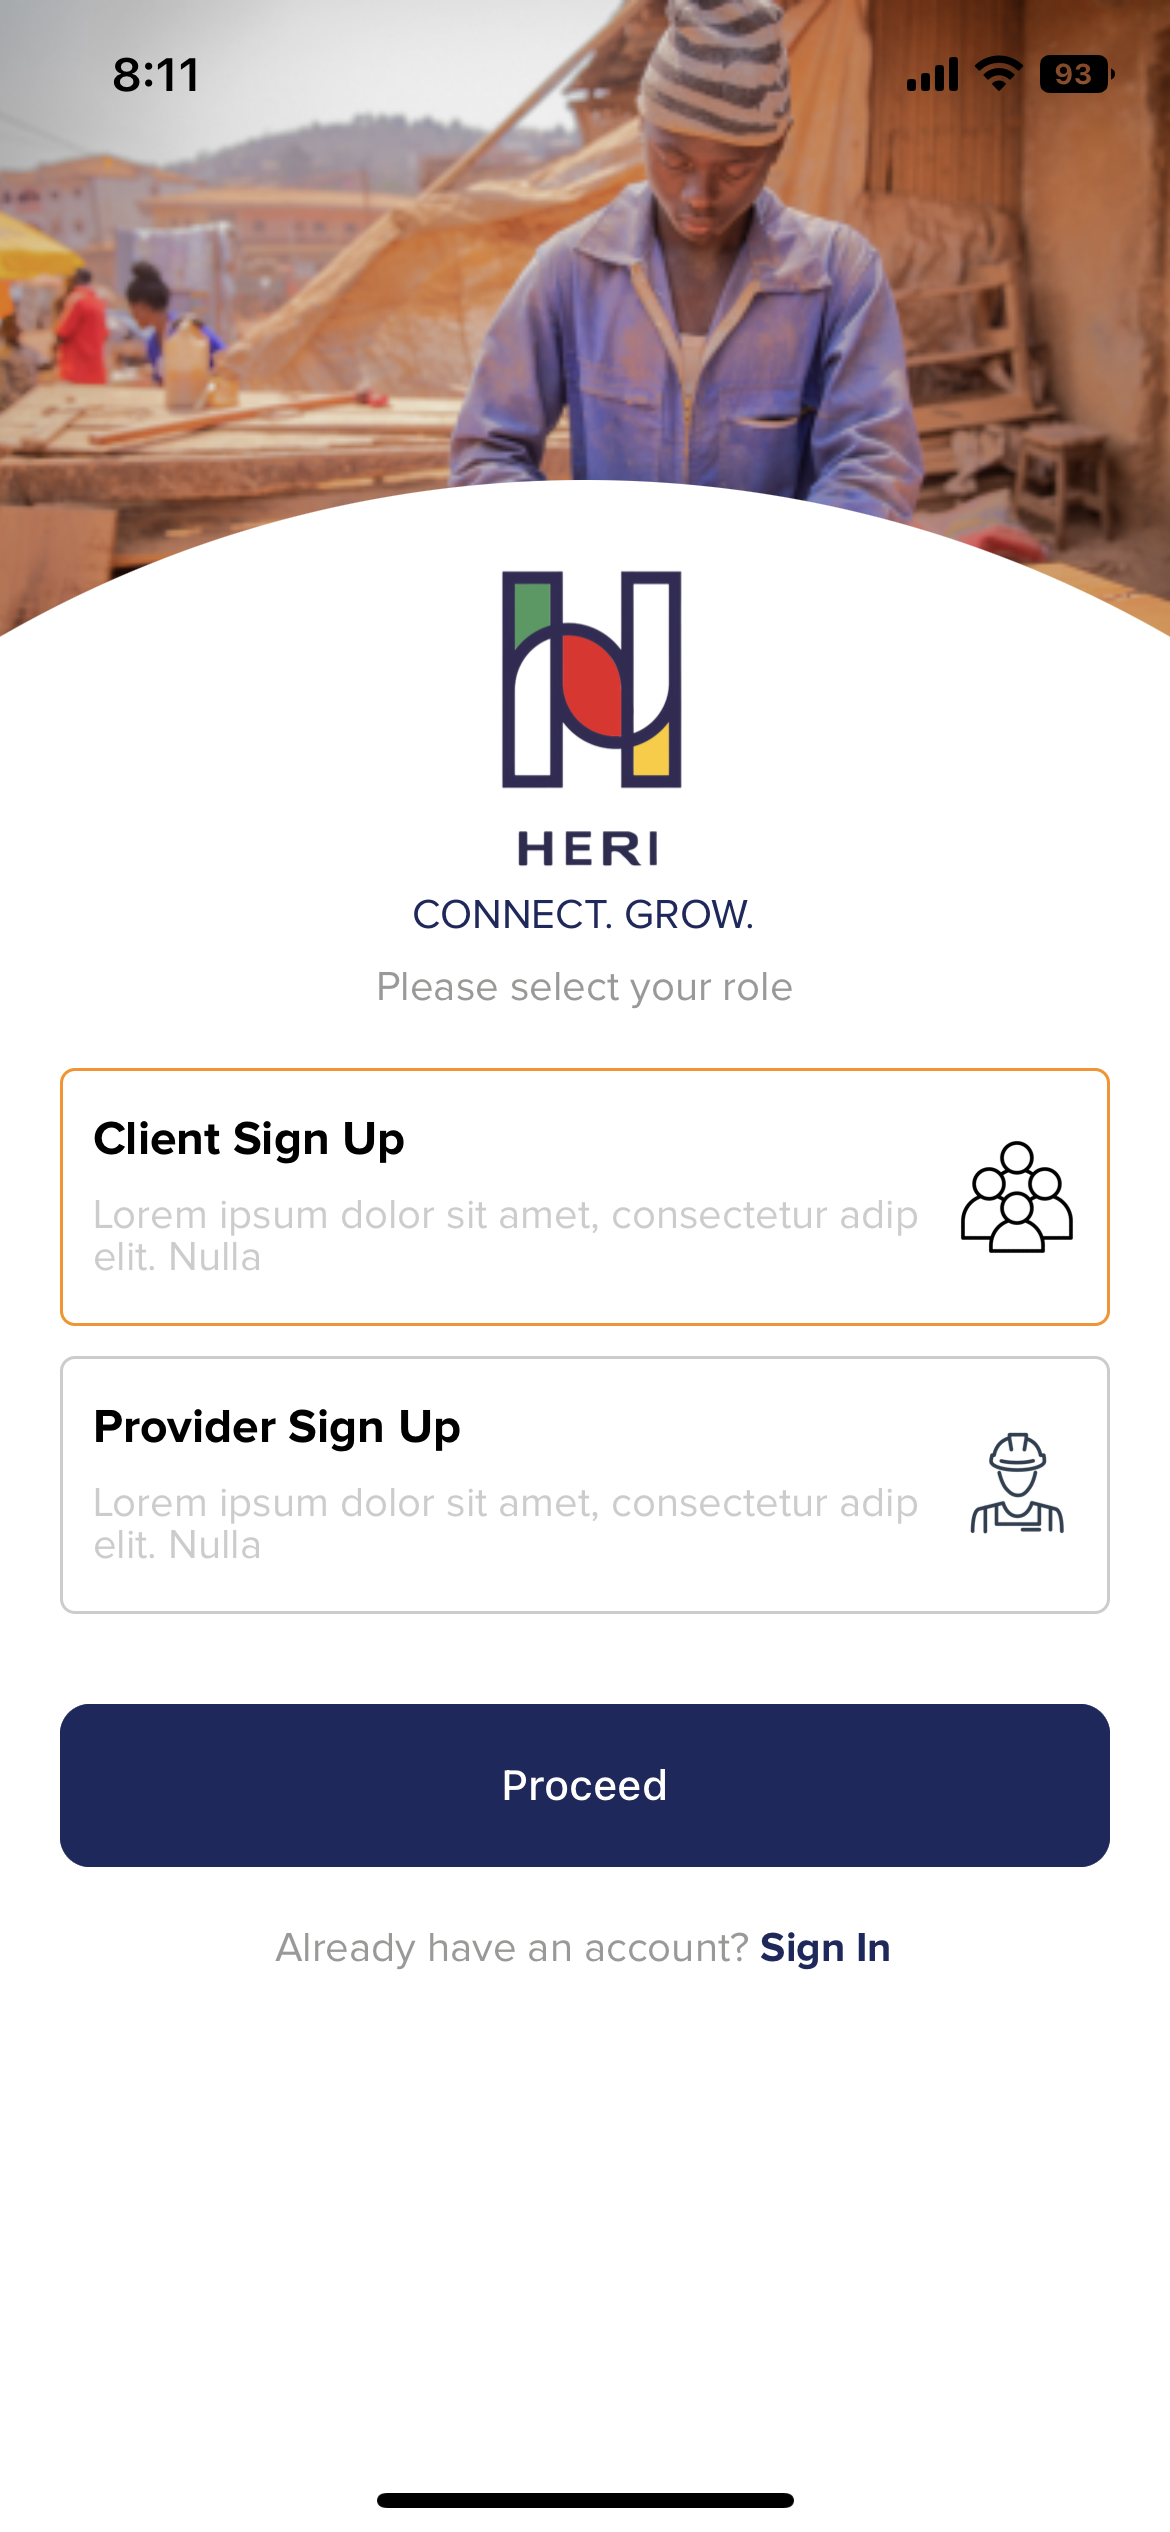 8:11
93
HERI
CONNECT. GROW.
Please select your role
Client Sign Up
Lorem ipsum dolor sit amet, consectetur adip
elit. Nulla
Provider Sign Up
Lorem ipsum dolor sit amet, consectetur adip
elit. Nulla
Proceed
Already have an account? Sign In